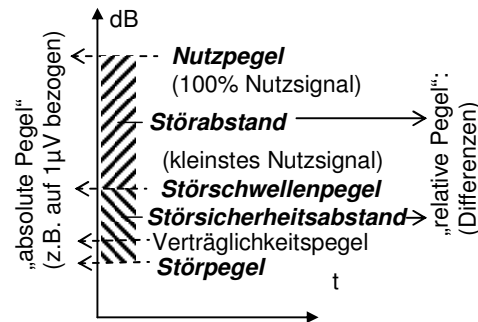 dB
Nutzpegel
(100% Nutzsignal)
Störabstand
(kleinstes Nutzsignal)
Störschwellenpegel
Störsicherheitsabstand
Verträglichkeitspegel
Störpegel
t
„absolute Pegel“
(z.B. auf 1µV bezogen)
„relative Pegel“:
(Differenzen)